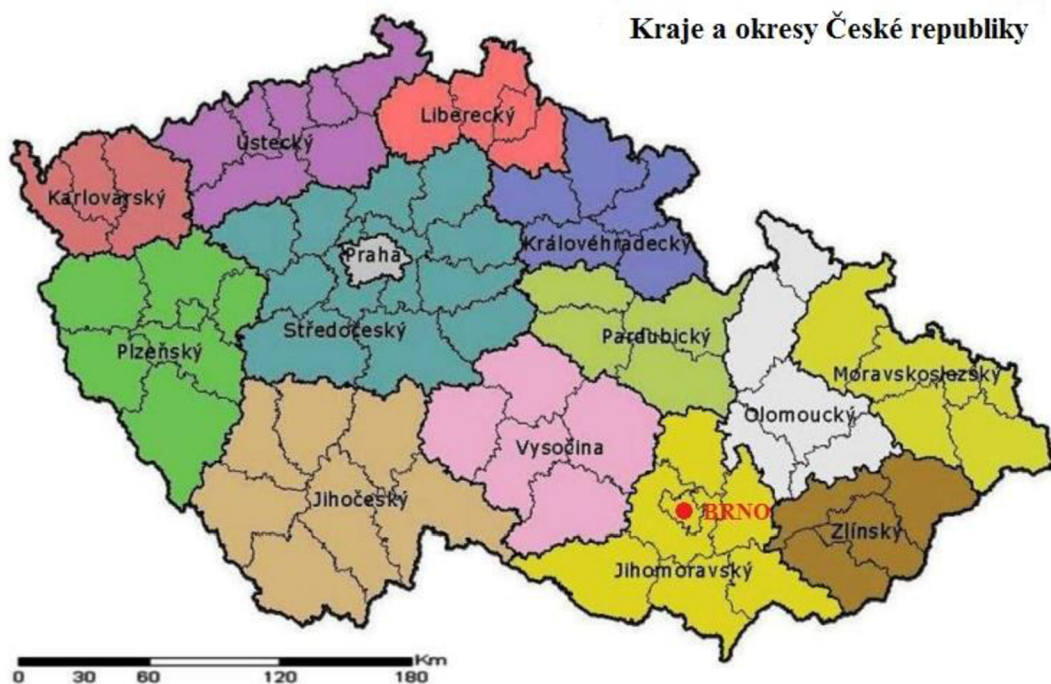 Kraje a okresy České republiky
Liberecký
Ústecký
Karlovarský
Královéhradecký
Praha
Středočeský
Pardubický
Plzeňský
Moravskoslezský
Olomoucký
Vysočina
Jihočeský
BRNO
Zlínský
Jihomoravský
Km
0 30 60 120 180